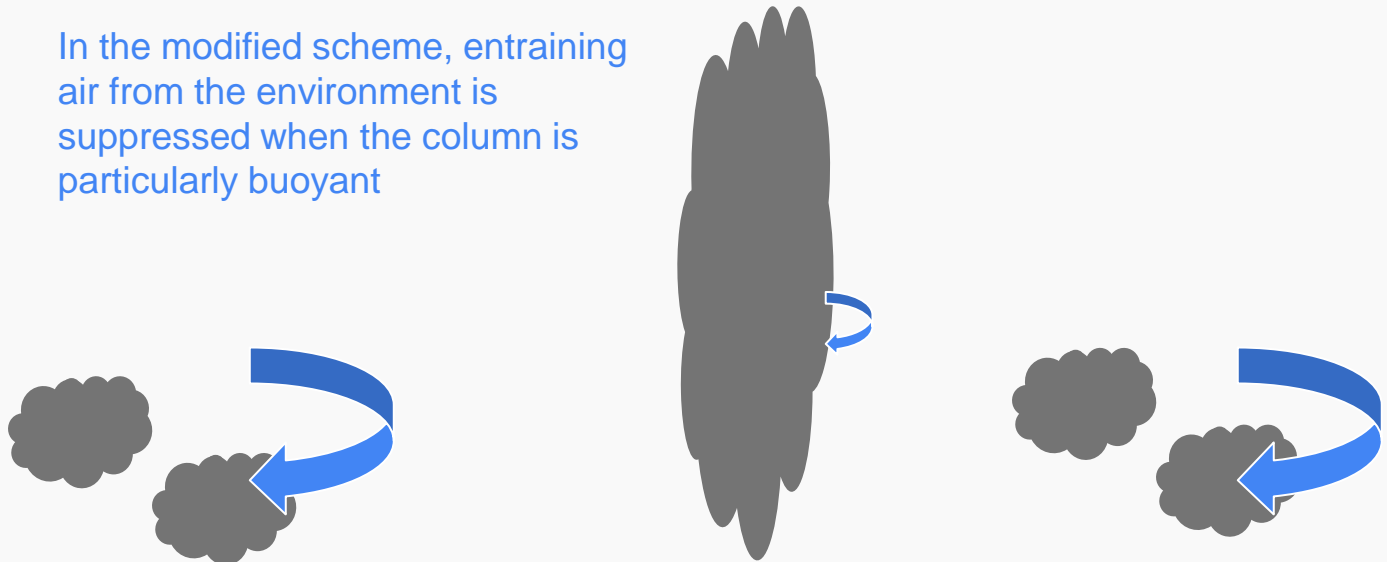 In the modified scheme, entraining
air from the environment is
suppressed when the column is
particularly buoyant